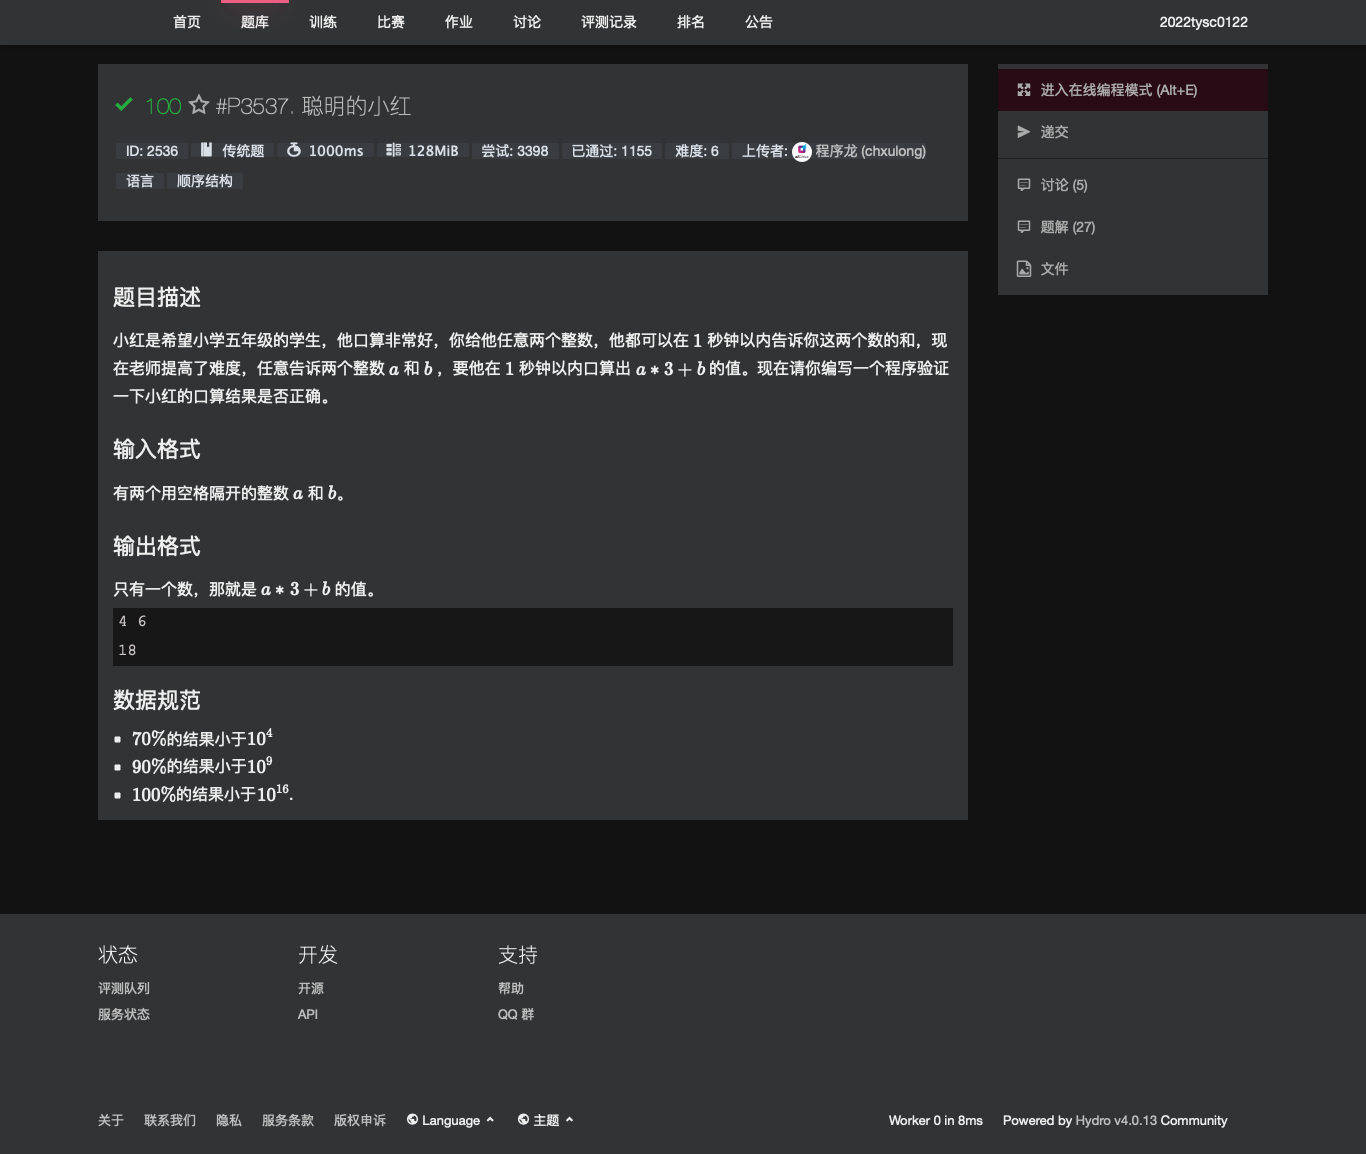 首页 题库 训练 比赛 作业 讨论 评测记录 排名 公告 2022tysc0122
100 #P3537. 聪明的小红
ID: 2536 传统题 1000ms 128MiB 尝试: 3398 已通过: 1155 难度: 6 上传者: 程序龙 (chxulong)
语言 顺序结构
进入在线编程模式 (Alt+E)
递交
讨论 (5)
题解 (27)
文件
题目描述
小红是希望小学五年级的学生，他口算非常好，你给他任意两个整数，他都可以在 1 秒钟以内告诉你这两个数的和，现
在老师提高了难度，任意告诉两个整数 a 和 b ，要他在 1 秒钟以内口算出 a * 3 + b 的值。现在请你编写一个程序验证
一下小红的口算结果是否正确。
输入格式
有两个用空格隔开的整数 a 和 b。
输出格式
只有一个数，那就是 a * 3 + b 的值。
4 6
18
数据规范
70%的结果小于10^4
90%的结果小于10^9
100%的结果小于10^16.
状态 开发 支持
评测队列 开源 帮助
服务状态 API QQ 群
关于 联系我们 隐私 服务条款 版权申诉 Language 主题 Worker 0 in 8ms Powered by Hydro v4.0.13 Community